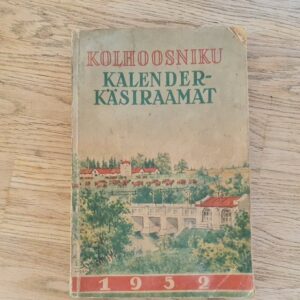 KOLHOOSNIKU
KALENDER-
KÄSIRAAMAT
1952